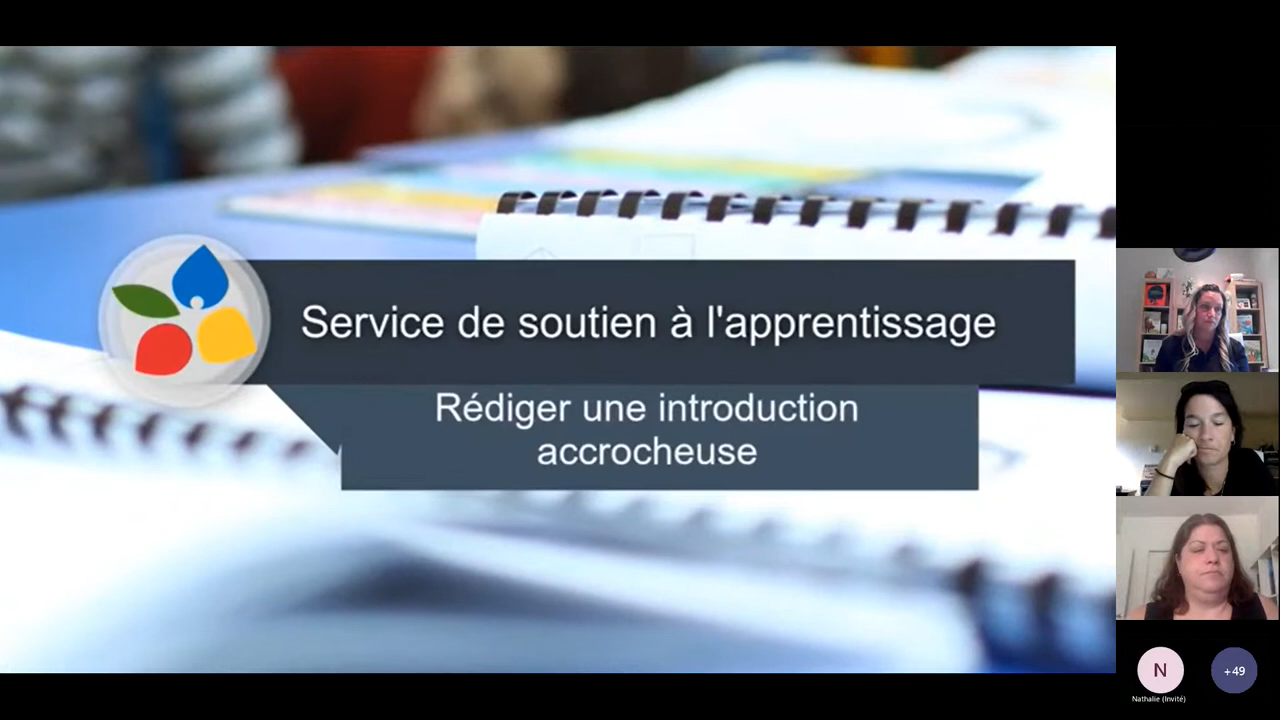 Service de soutien à l'apprentissage
Rédiger une introduction
accrocheuse
N
+49
Nathalie (Invité)